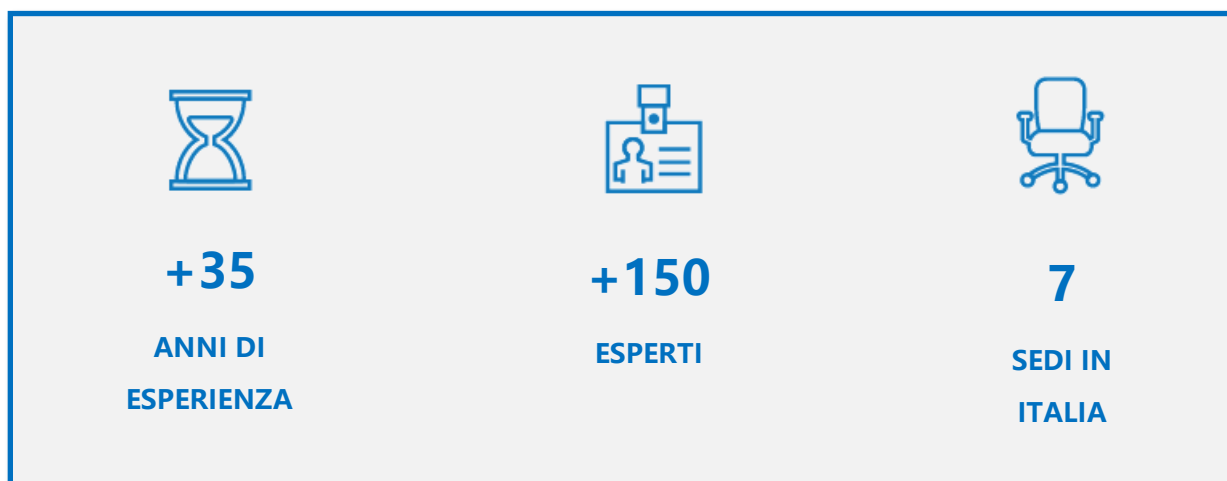 +35
ANNI DI
ESPERIENZA
+150
ESPERTI
7
SEDI IN
ITALIA